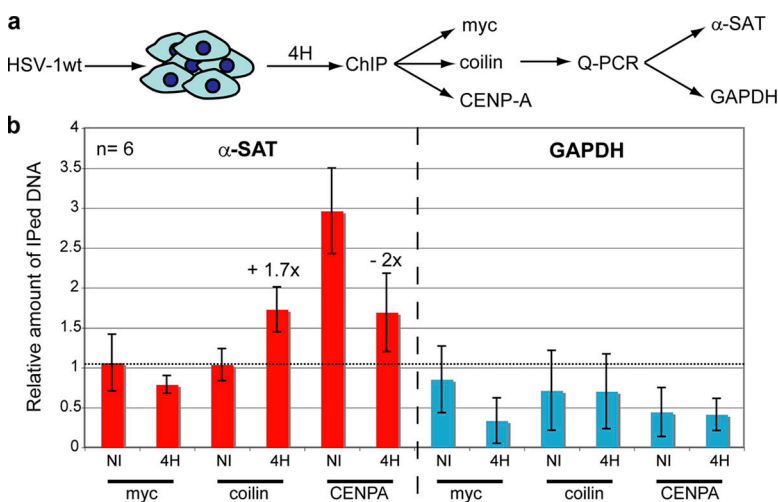 a
HSV-1wt
4H
ChIP
myc
coilin
CENP-A
Q-PCR
α-SAT
GAPDH
b
Relative amount of IPed DNA
4
3.5
3
2.5
2
1.5
1
0.5
0
n= 6
α-SAT
GAPDH
+ 1.7x
- 2x
NI 4H NI 4H NI 4H NI 4H NI 4H NI 4H
myc coilin CENPA myc coilin CENPA